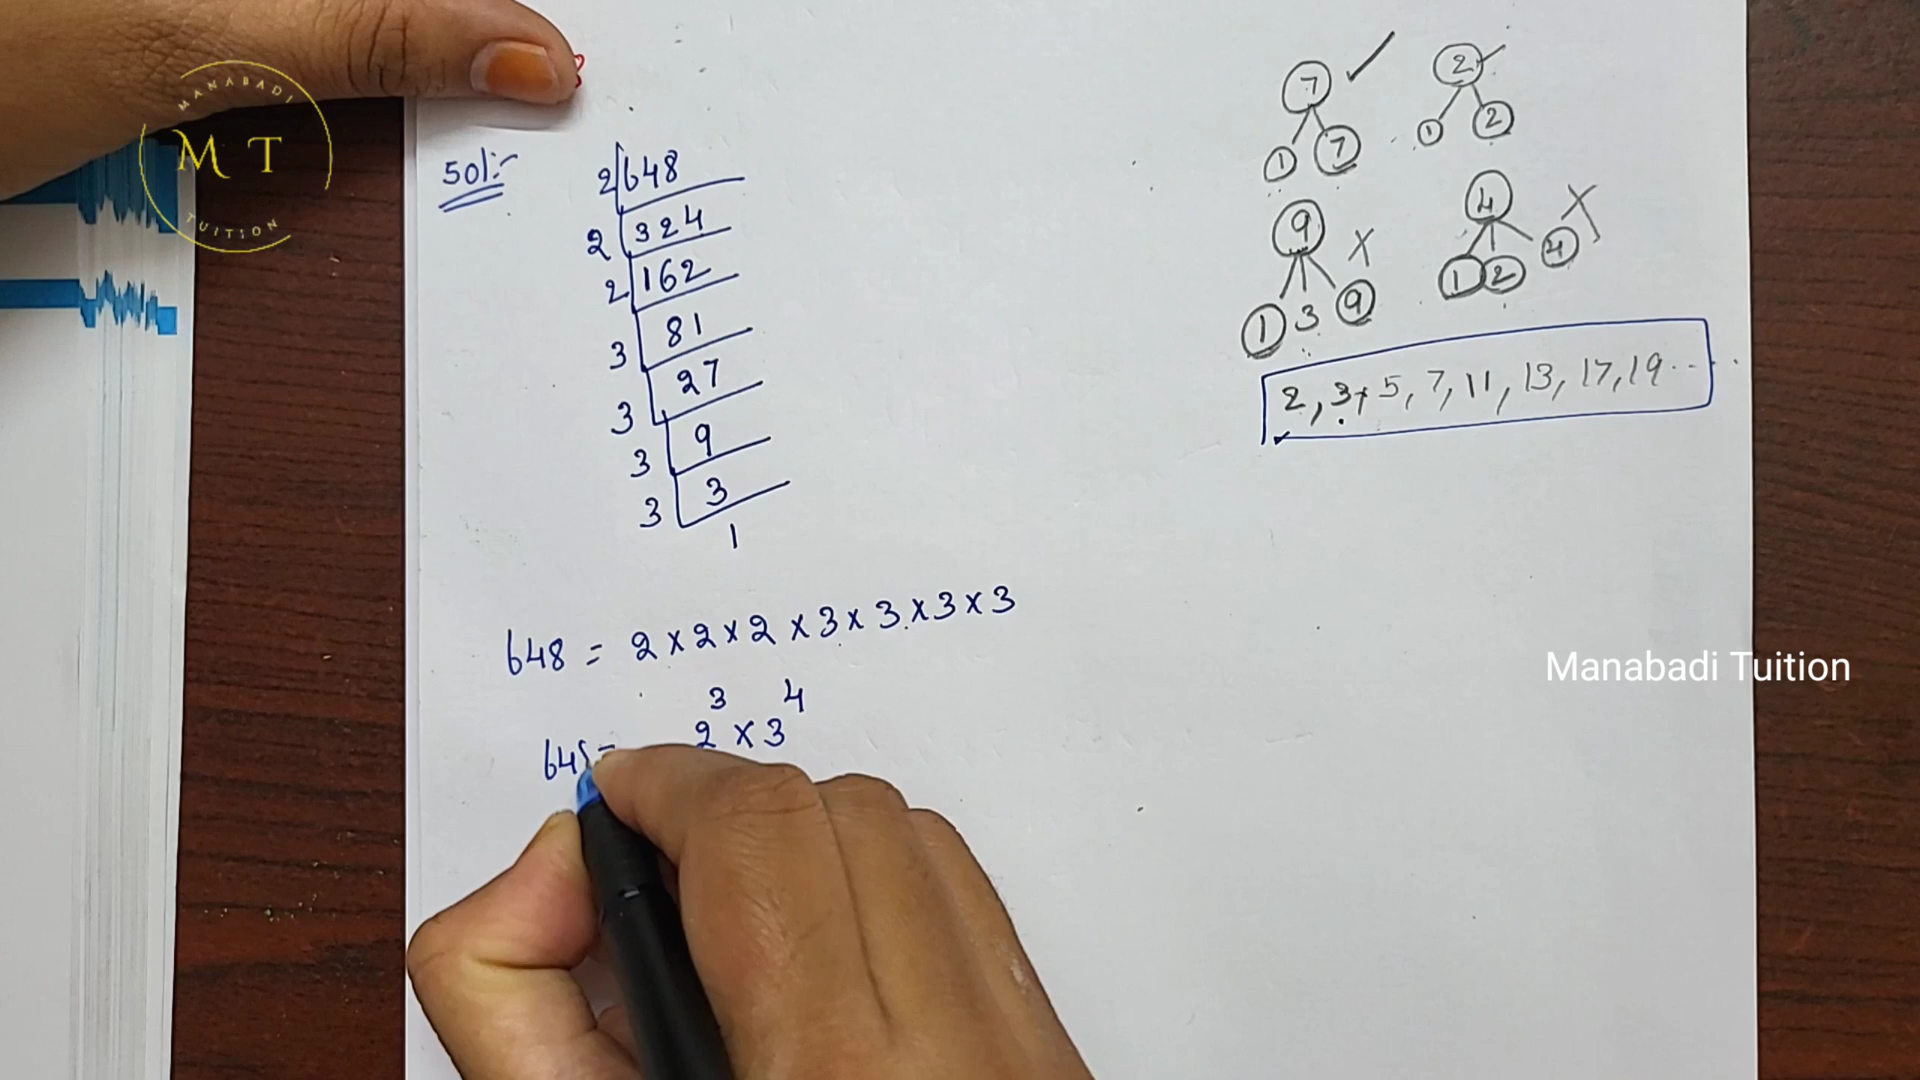 MANABADI
M T
TUITION
Sol:-
2 648
2 324
2 162
3 81
3 27
3 9
3 3
1
648 = 2 × 2 × 2 × 3 × 3 × 3 × 3
648 = 2³ × 3⁴
7 ✓
1 7
2 ✓
1 2
9 ×
1 3 9
4 ×
1 2 4
2, 3, 5, 7, 11, 13, 17, 19 ....
Manabadi Tuition